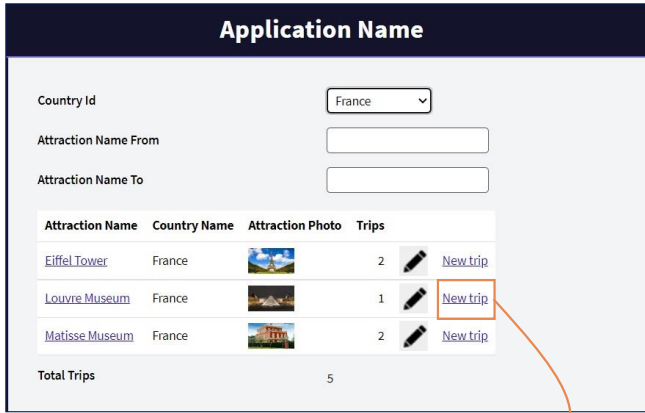 Application Name
Country Id France
Attraction Name From
Attraction Name To
Attraction Name Country Name Attraction Photo Trips
Eiffel Tower France 2 New trip
Louvre Museum France 1 New trip
Matisse Museum France 2 New trip
Total Trips 5